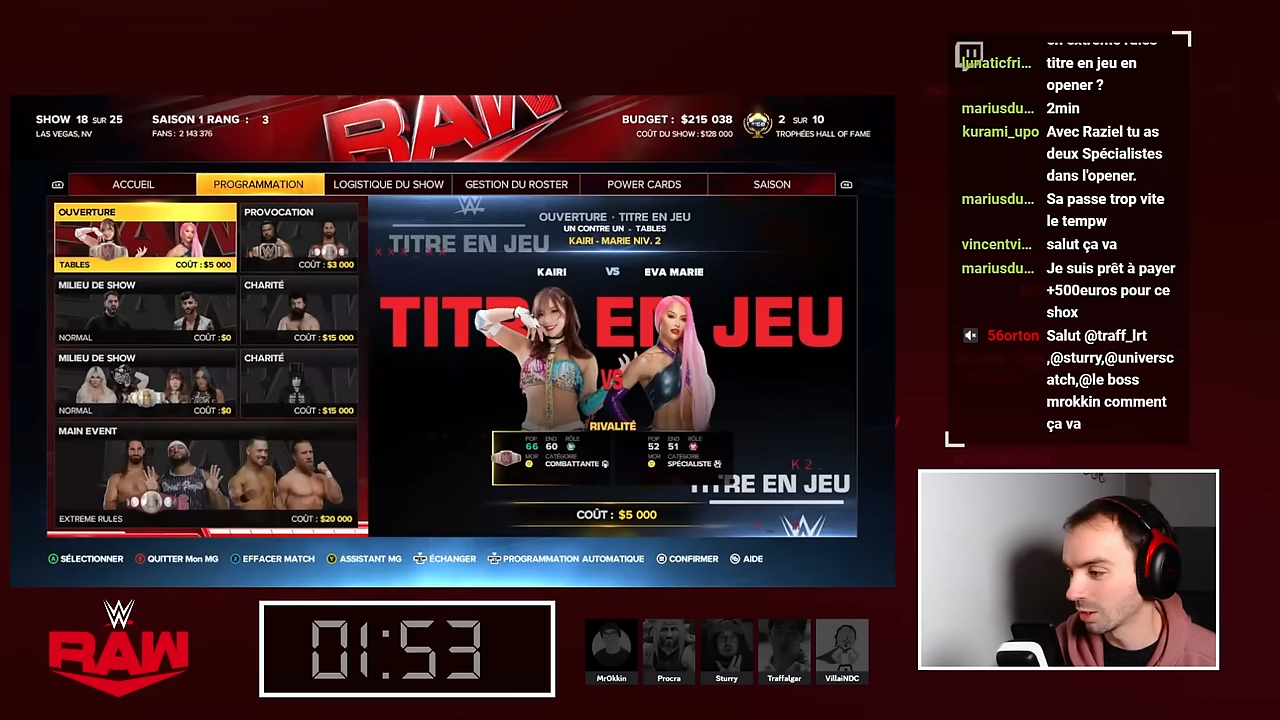 SHOW 18 SUR 25
LAS VEGAS, NV
SAISON 1 RANG : 3
FANS : 2 143 376
RAW
BUDGET : $215 038
COÛT DU SHOW : $128 000
2 SUR 10
TROPHÉES HALL OF FAME
ACCUEIL
PROGRAMMATION
LOGISTIQUE DU SHOW
GESTION DU ROSTER
POWER CARDS
SAISON
OUVERTURE
TABLES
COÛT : $5 000
PROVOCATION
COÛT : $3 000
MILIEU DE SHOW
NORMAL
COÛT : $0
CHARITÉ
COÛT : $15 000
MILIEU DE SHOW
NORMAL
COÛT : $0
CHARITÉ
COÛT : $15 000
MAIN EVENT
EXTREME RULES
COÛT : $20 000
OUVERTURE · TITRE EN JEU
UN CONTRE UN - TABLES
KAIRI - MARIE NIV. 2
TITRE EN JEU
KAIRI
VS
EVA MARIE
TITRE EN JEU
VS
RIVALITÉ
POP END RÔLE
66 60
MOR CATÉGORIE
COMBATTANTE
POP END RÔLE
52 51
MOR CATÉGORIE
SPÉCIALISTE
K 2
TITRE EN JEU
COÛT : $5 000
A SÉLECTIONNER
B QUITTER Mon MG
X EFFACER MATCH
Y ASSISTANT MG
ÉCHANGER
PROGRAMMATION AUTOMATIQUE
CONFIRMER
AIDE
RAW
01:53
MrOkkin
Procra
Sturry
Traffalgar
VillaiNDC
lunaticfri... titre en jeu en
opener ?
mariusdu... 2min
kurami_upo Avec Raziel tu as
deux Spécialistes
dans l'opener.
mariusdu... Sa passe trop vite
le tempw
vincentvi... salut ça va
mariusdu... Je suis prêt à payer
+500euros pour ce
shox
56orton Salut @traff_lrt
,@sturry,@universc
atch,@le boss
mrokkin comment
ça va